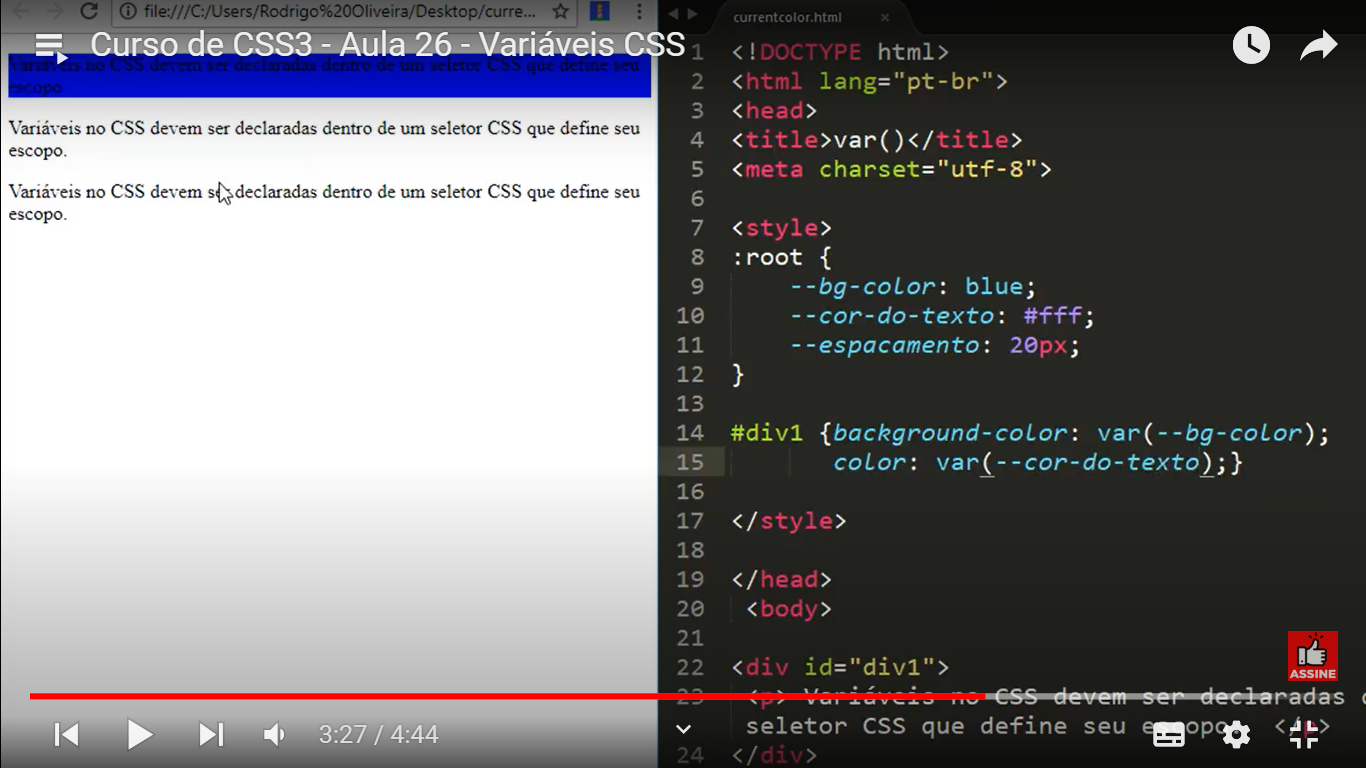 file:///C:/Users/Rodrigo%20Oliveira/Desktop/curre...
Curso de CSS3 - Aula 26 - Variáveis CSS
Variáveis no CSS devem ser declaradas dentro de um seletor CSS que define seu
escopo.
Variáveis no CSS devem ser declaradas dentro de um seletor CSS que define seu
escopo.
Variáveis no CSS devem ser declaradas dentro de um seletor CSS que define seu
escopo.
currentcolor.html
1 <!DOCTYPE html>
2 <html lang="pt-br">
3 <head>
4 <title>var()</title>
5 <meta charset="utf-8">
6
7 <style>
8 :root {
9 --bg-color: blue;
10 --cor-do-texto: #fff;
11 --espacamento: 20px;
12 }
13
14 #div1 {background-color: var(--bg-color);
15 color: var(--cor-do-texto);}
16
17 </style>
18
19 </head>
20 <body>
21
22 <div id="div1">
23 <p> Variáveis no CSS devem ser declaradas
seletor CSS que define seu escopo. </p>
24 </div>
ASSINE
3:27 / 4:44